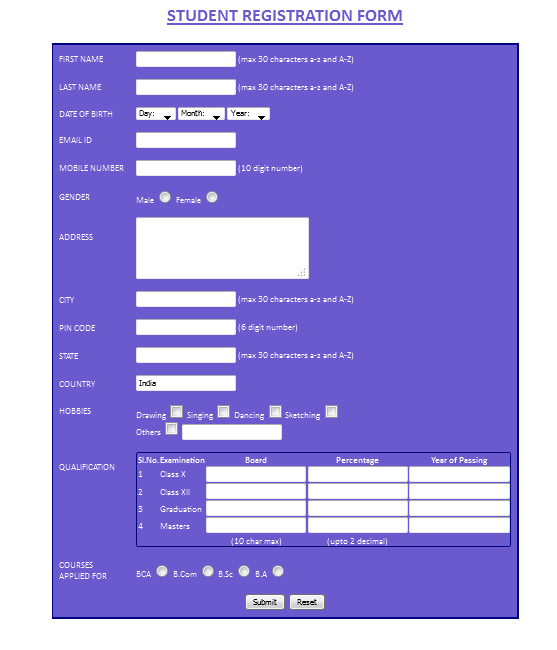 STUDENT REGISTRATION FORM
FIRST NAME (max 30 characters a-z and A-Z)
LAST NAME (max 30 characters a-z and A-Z)
DATE OF BIRTH Day: Month: Year:
EMAIL ID
MOBILE NUMBER (10 digit number)
GENDER Male Female
ADDRESS
CITY (max 30 characters a-z and A-Z)
PIN CODE (6 digit number)
STATE (max 30 characters a-z and A-Z)
COUNTRY India
HOBBIES Drawing Singing Dancing Sketching
Others
QUALIFICATION
Sl.No. Examination Board Percentage Year of Passing
1 Class X
2 Class XII
3 Graduation
4 Masters
(10 char max) (upto 2 decimal)
COURSES
APPLIED FOR
BCA B.Com B.Sc B.A
Submit Reset